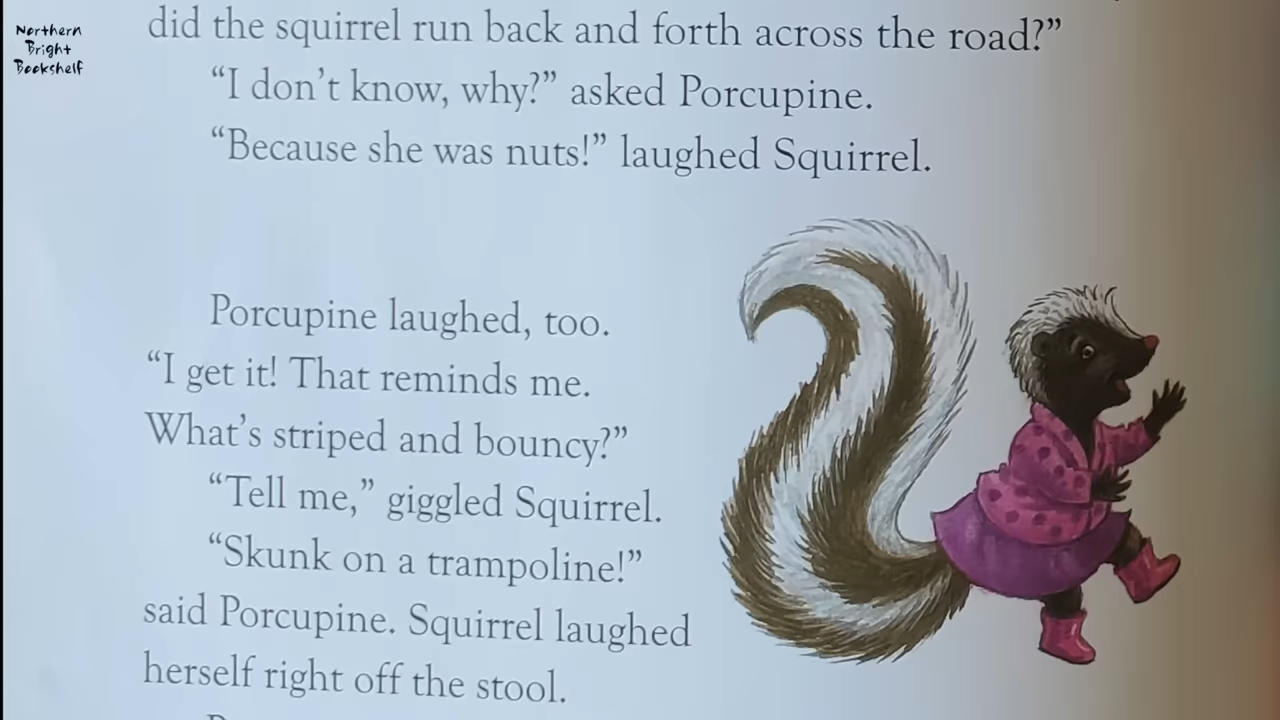 Northern
Bright
Bookshelf
did the squirrel run back and forth across the road?”
“I don’t know, why?” asked Porcupine.
“Because she was nuts!” laughed Squirrel.
Porcupine laughed, too.
“I get it! That reminds me.
What’s striped and bouncy?”
“Tell me,” giggled Squirrel.
“Skunk on a trampoline!”
said Porcupine. Squirrel laughed
herself right off the stool.